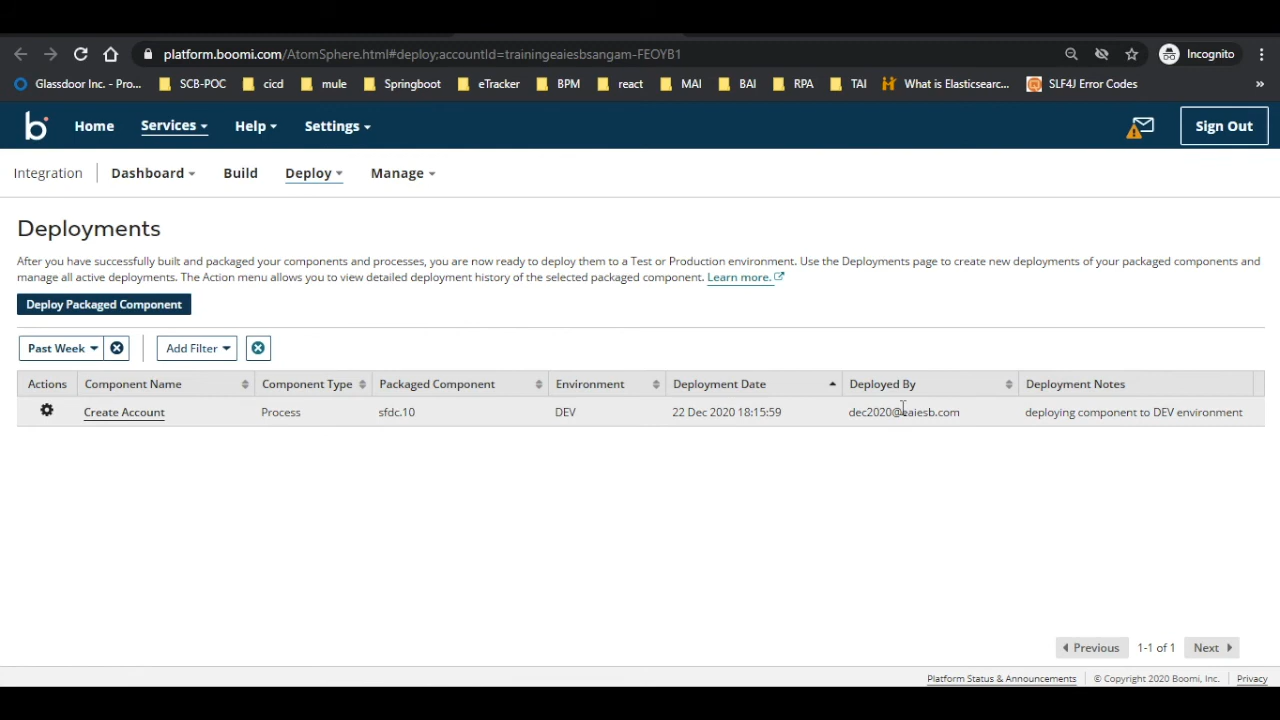 platform.boomi.com/AtomSphere.html#deploy;accountId=trainingeaiesbsangam-FEOYB1
Incognito
Glassdoor Inc. - Pro...
SCB-POC
cicd
mule
Springboot
eTracker
BPM
react
MAI
BAI
RPA
TAI
What is Elasticsearc...
SLF4J Error Codes
»
b
Home
Services
Help
Settings
Sign Out
Integration
Dashboard
Build
Deploy
Manage
Deployments
After you have successfully built and packaged your components and processes, you are now ready to deploy them to a Test or Production environment. Use the Deployments page to create new deployments of your packaged components and
manage all active deployments. The Action menu allows you to view detailed deployment history of the selected packaged component. Learn more.
Deploy Packaged Component
Past Week
Add Filter
Actions Component Name Component Type Packaged Component Environment Deployment Date Deployed By Deployment Notes
Create Account Process sfdc.10 DEV 22 Dec 2020 18:15:59 dec2020@eaiesb.com deploying component to DEV environment
Previous 1-1 of 1 Next
Platform Status & Announcements © Copyright 2020 Boomi, Inc. Privacy